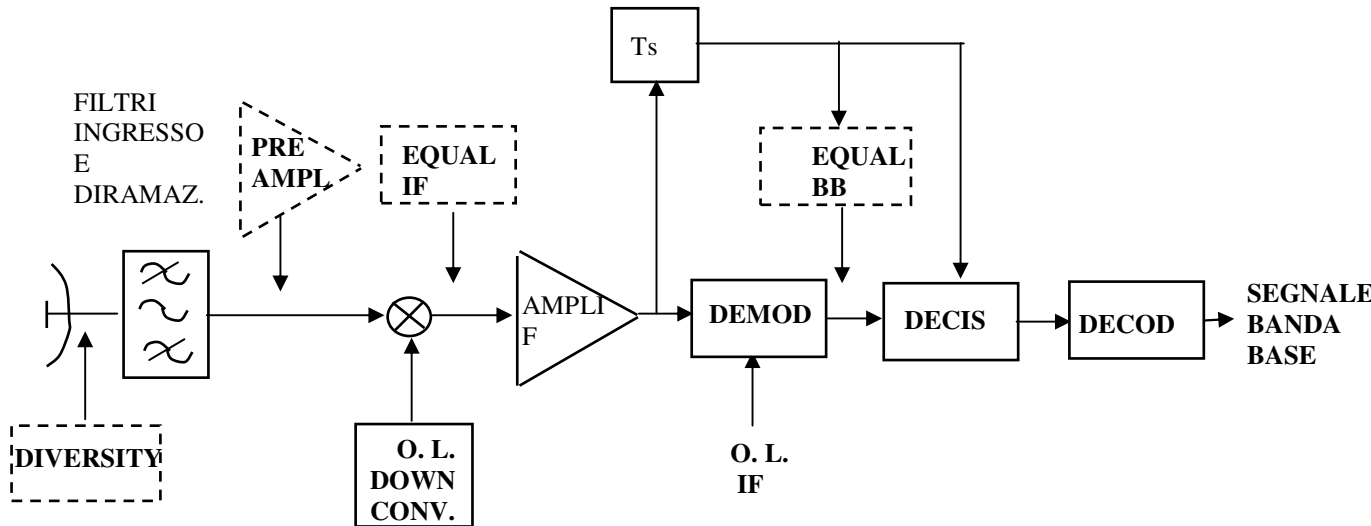 Ts
FILTRI
INGRESSO
E
DIRAMAZ.
PRE
AMPL
EQUAL
IF
EQUAL
BB
AMPLI
F
DEMOD
DECIS
DECOD
SEGNALE
BANDA
BASE
DIVERSITY
O. L.
DOWN
CONV.
O. L.
IF